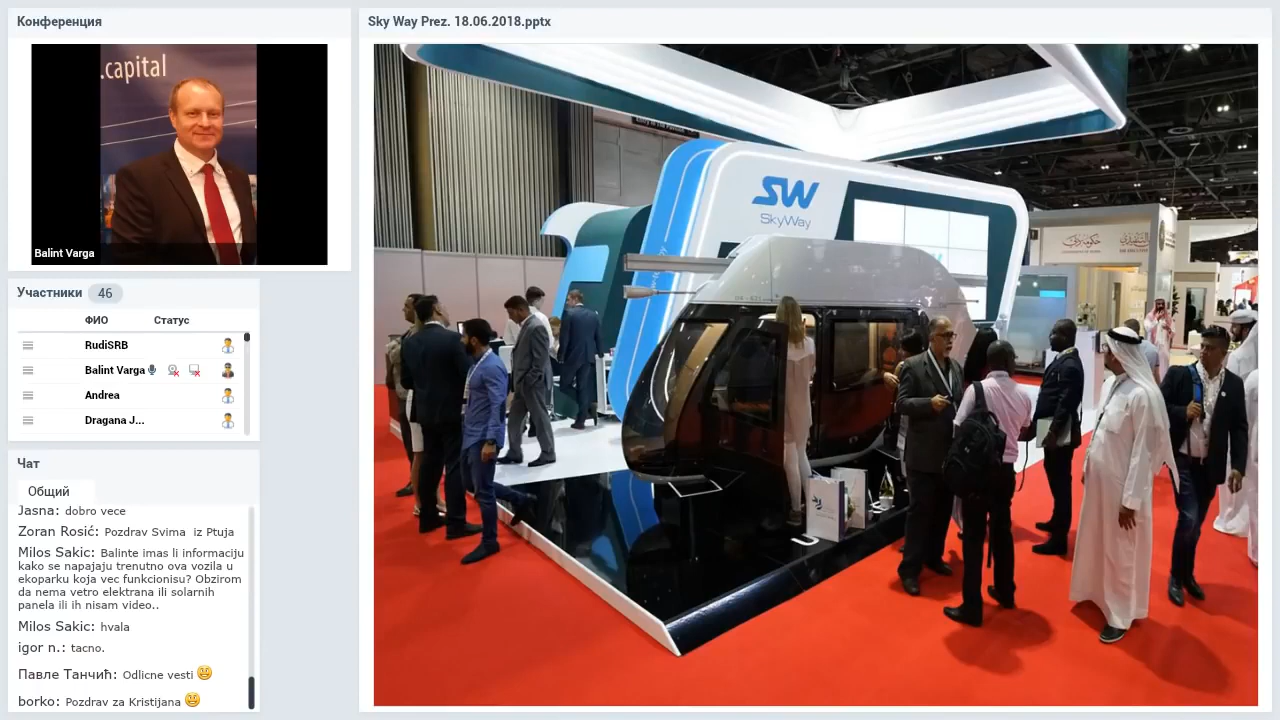 Конференция
.capital
Balint Varga
Участники 46
ФИО Статус
RudiSRB
Balint Varga
Andrea
Dragana J...
Чат
Общий
Jasna: dobro vece
Zoran Rosić: Pozdrav Svima iz Ptuja
Milos Sakic: Balinte imas li informaciju
kako se napajaju trenutno ova vozila u
ekoparku koja vec funkcionisu? Obzirom
da nema vetro elektrana ili solarnih
panela ili ih nisam video..
Milos Sakic: hvala
igor n.: tacno.
Павле Танчић: Odlicne vesti
borko: Pozdrav za Kristijana
Sky Way Prez. 18.06.2018.pptx
SW
SkyWay
حكومة دبي